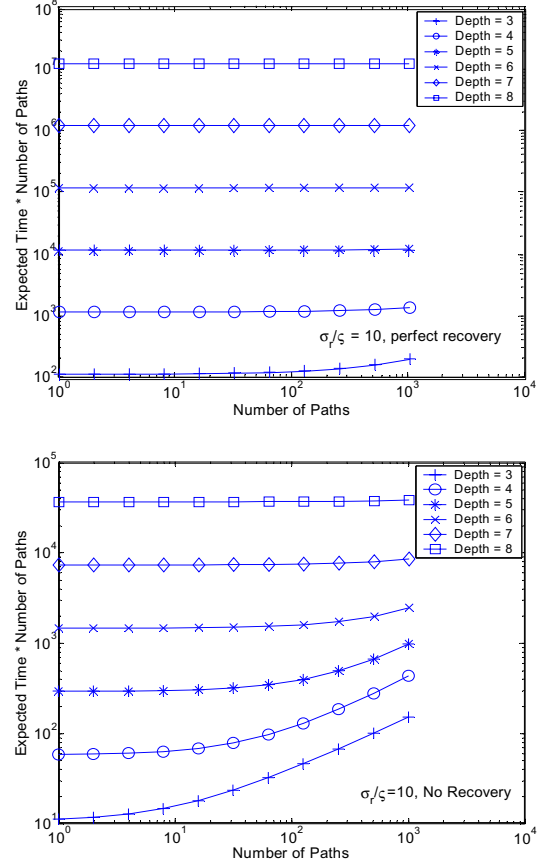 10^8
10^7
10^6
10^5
10^4
10^3
10^2
Expected Time * Number of Paths
Depth = 3
Depth = 4
Depth = 5
Depth = 6
Depth = 7
Depth = 8
σ_r/ς = 10, perfect recovery
10^0 10^1 10^2 10^3 10^4
Number of Paths
10^5
10^4
10^3
10^2
10^1
Expected Time * Number of Paths
Depth = 3
Depth = 4
Depth = 5
Depth = 6
Depth = 7
Depth = 8
σ_r/ς=10, No Recovery
10^0 10^1 10^2 10^3 10^4
Number of Paths